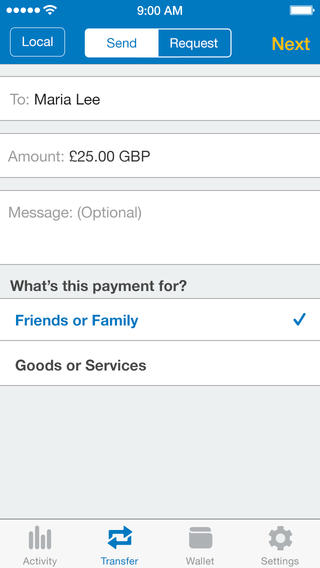 9:00 AM
Local
Send
Request
Next
To: Maria Lee
Amount: £25.00 GBP
Message: (Optional)
What's this payment for?
Friends or Family
Goods or Services
Activity
Transfer
Wallet
Settings